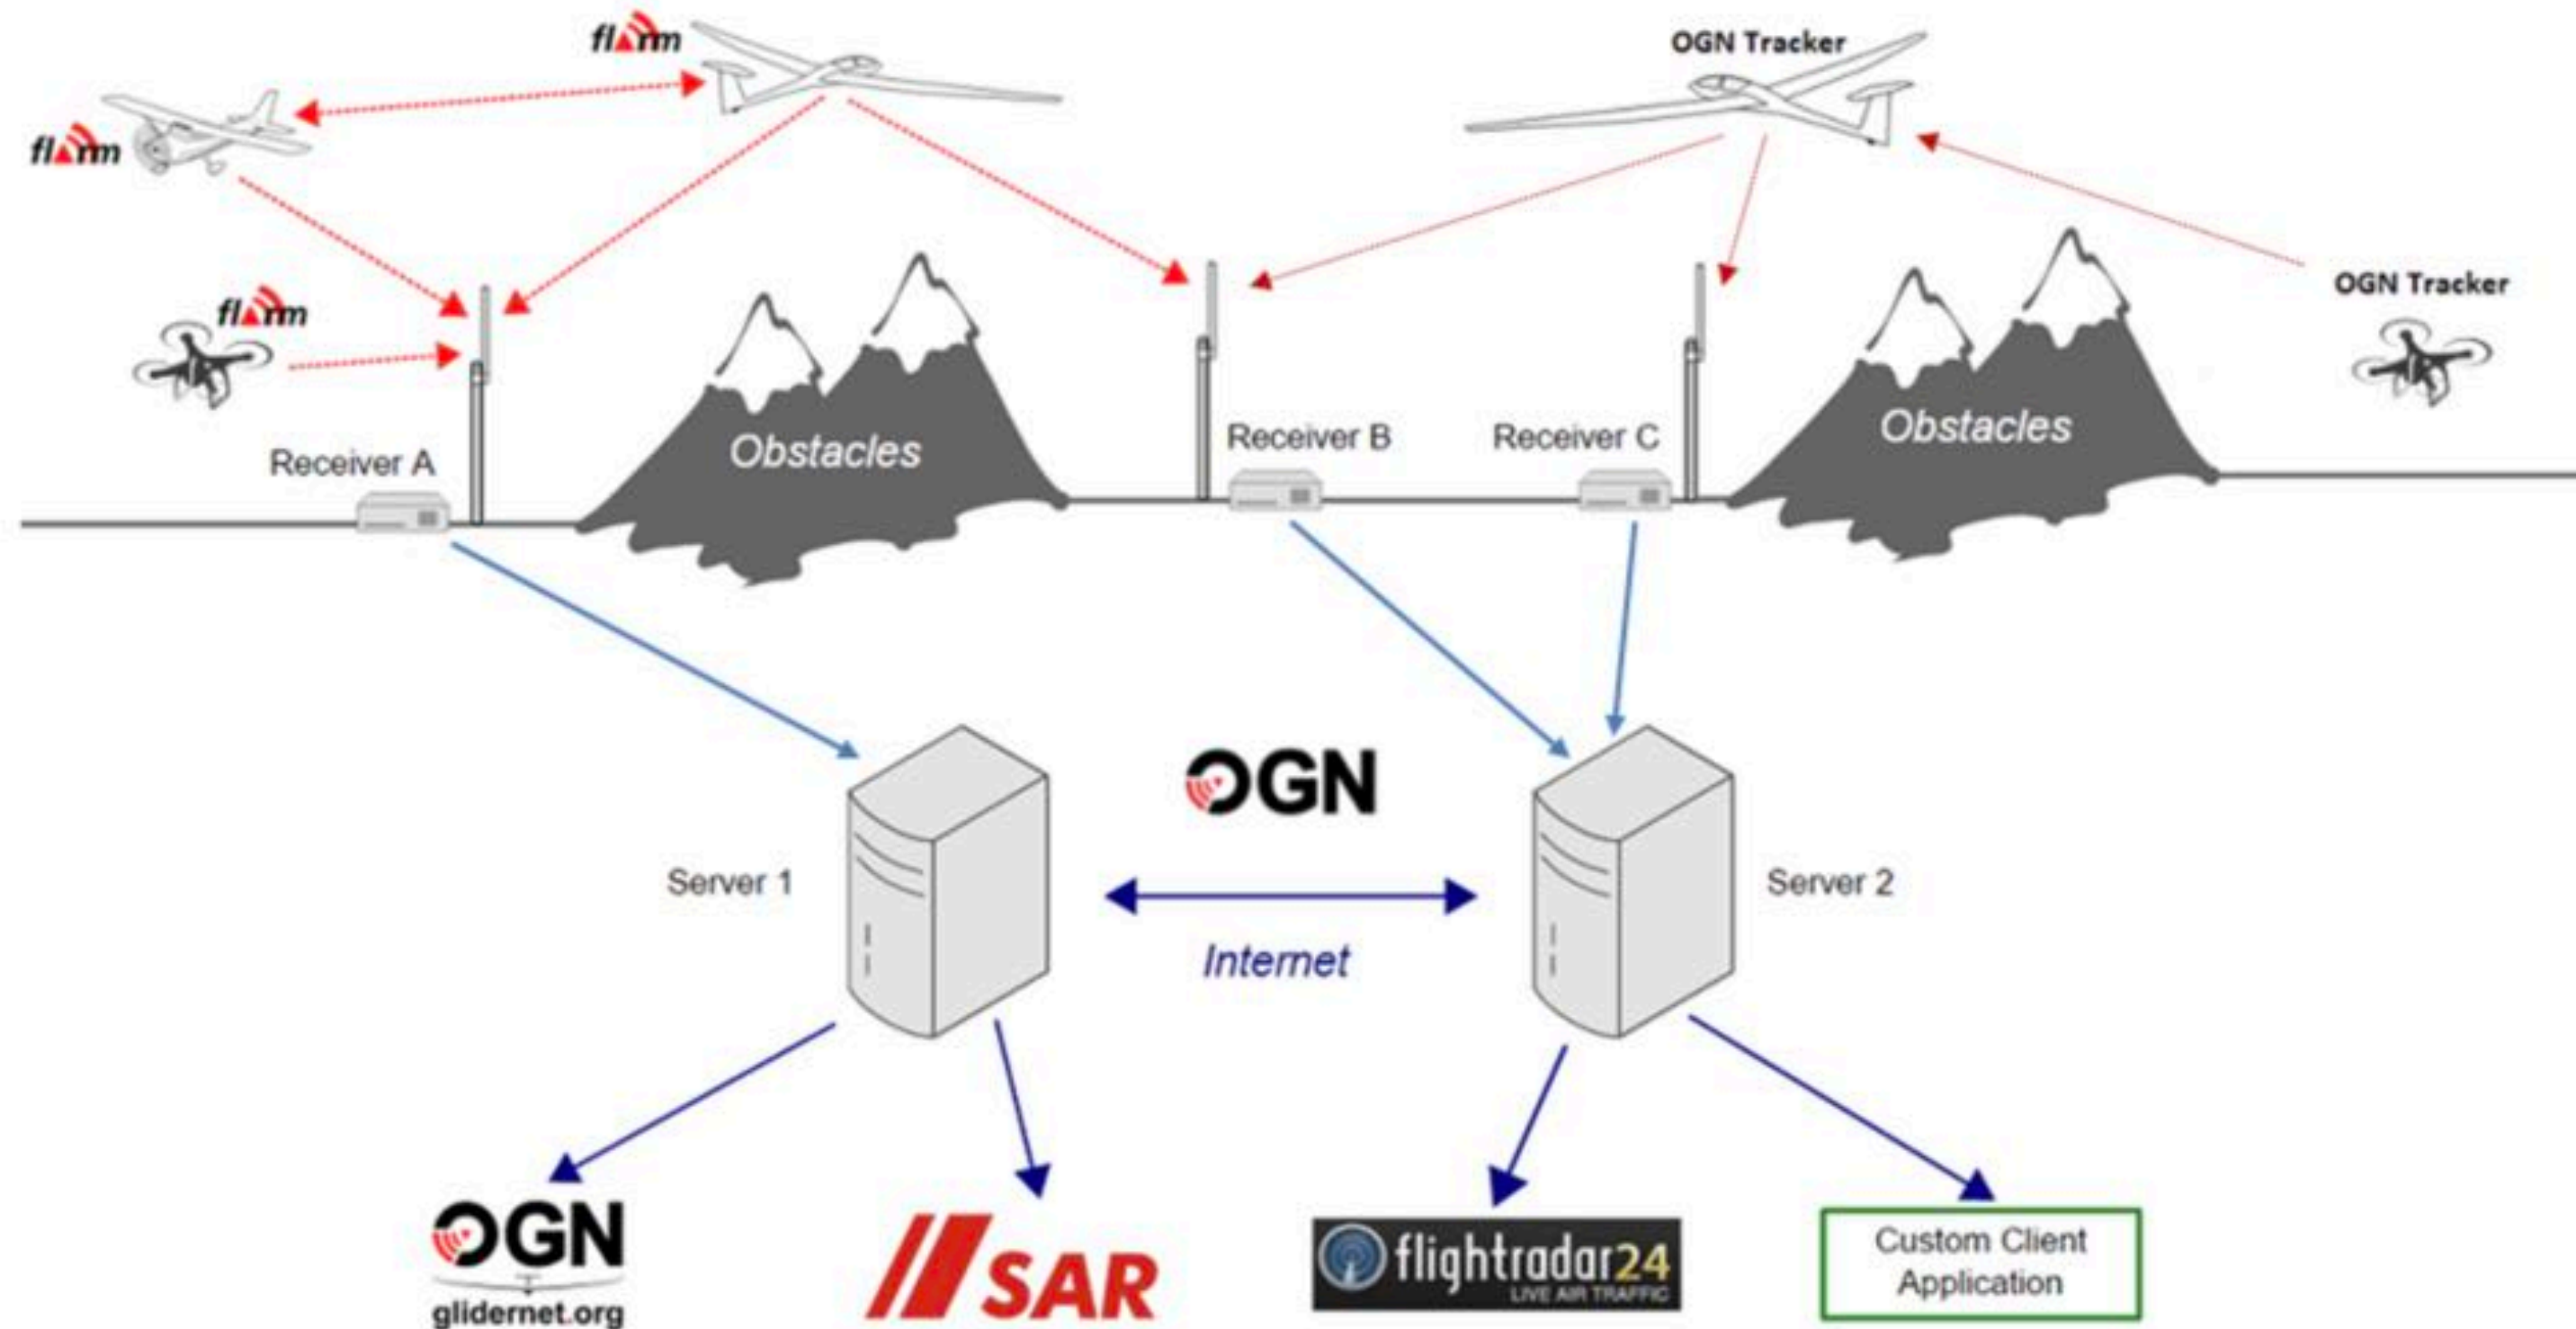 flarm
OGN Tracker
flarm
flarm
OGN Tracker
Obstacles
Obstacles
Receiver A
Receiver B
Receiver C
OGN
Server 1
Server 2
Internet
OGN
glidernet.org
SAR
flightradar24
LIVE AIR TRAFFIC
Custom Client
Application